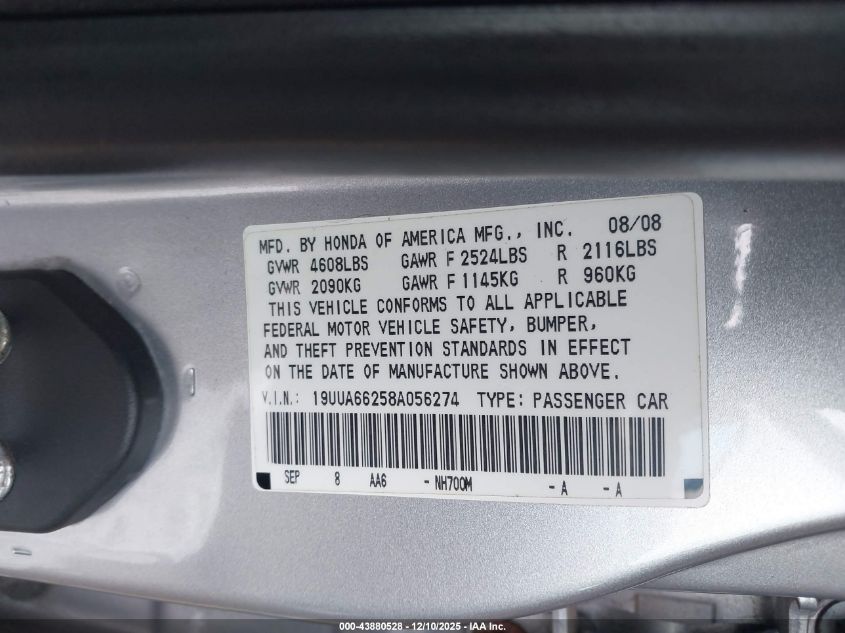 MFD. BY HONDA OF AMERICA MFG., INC. 08/08
GVWR 4608LBS GAWR F 2524LBS R 2116LBS
GVWR 2090KG GAWR F 1145KG R 960KG
THIS VEHICLE CONFORMS TO ALL APPLICABLE
FEDERAL MOTOR VEHICLE SAFETY, BUMPER,
AND THEFT PREVENTION STANDARDS IN EFFECT
ON THE DATE OF MANUFACTURE SHOWN ABOVE.
V.I.N.: 19UUA66258A056274 TYPE: PASSENGER CAR
SEP 8 AA6 - NH700M - A - A
000-43880528 - 12/10/2025 - IAA Inc.